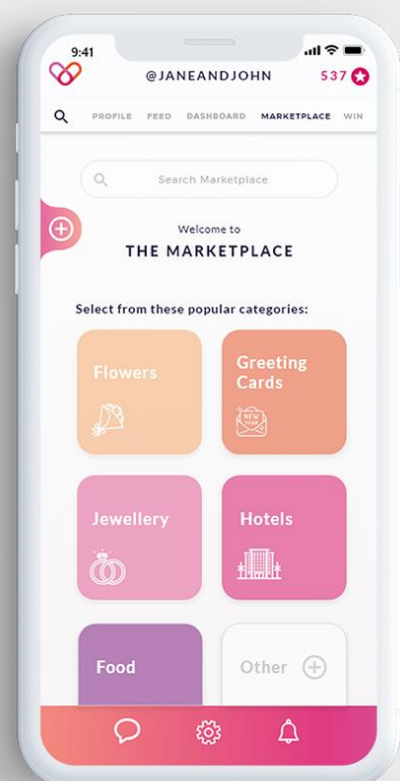 9:41
@JANEANDJOHN
537
PROFILE FEED DASHBOARD MARKETPLACE WIN
Search Marketplace
Welcome to
THE MARKETPLACE
Select from these popular categories:
Flowers
Greeting
Cards
NEW
YEAR
Jewellery
Hotels
Food
Other